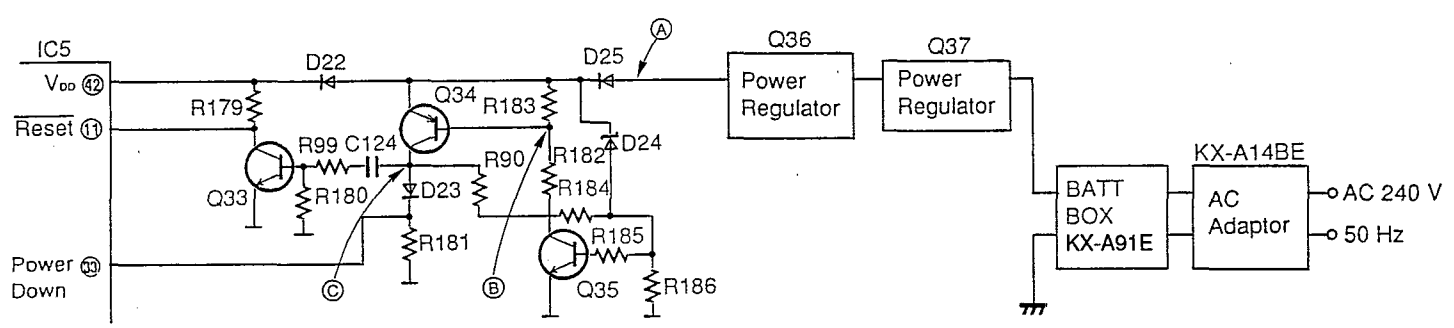 IC5
VDD 42
Reset 11
Power 33
Down
D22
R179
Q34
R183
D25
A
D24
R99
C124
R90
R182
R184
Q33
R180
D23
R181
R185
Q35
R186
C
B
Q36
Power
Regulator
Q37
Power
Regulator
BATT
BOX
KX-A91E
KX-A14BE
AC
Adaptor
AC 240 V
50 Hz